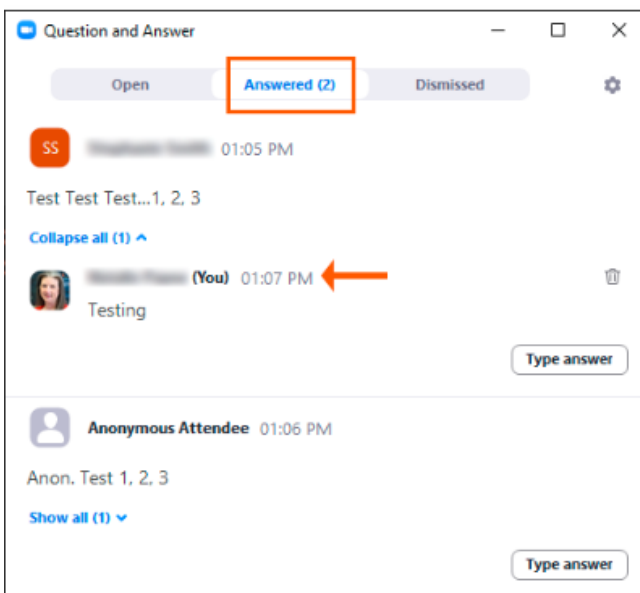 Question and Answer
Open Answered (2) Dismissed
SS 01:05 PM
Test Test Test...1, 2, 3
Collapse all (1)
(You) 01:07 PM
Testing
Type answer
Anonymous Attendee 01:06 PM
Anon. Test 1, 2, 3
Show all (1)
Type answer